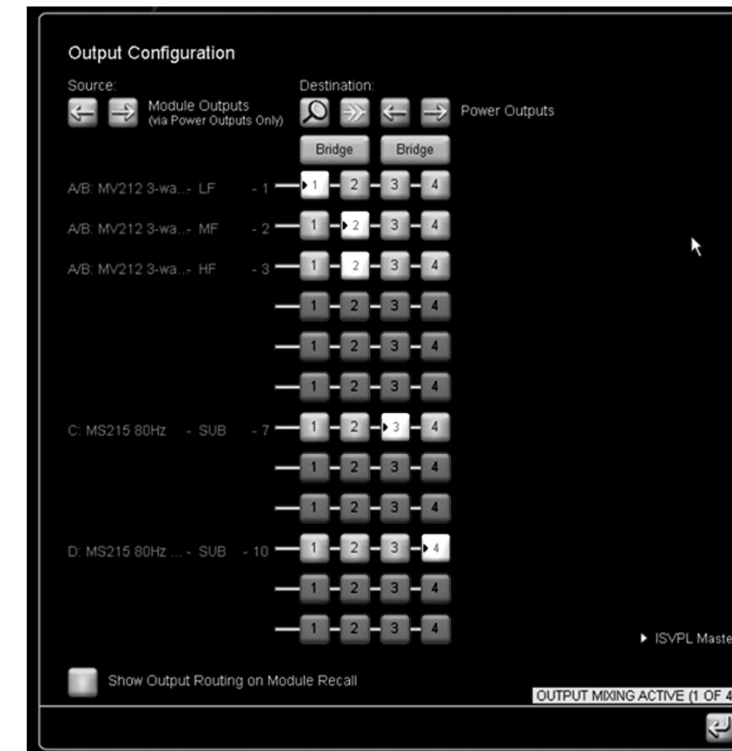 Output Configuration
Source:
Destination:
Module Outputs
(via Power Outputs Only)
Power Outputs
Bridge Bridge
A/B: MV212 3-wa..- LF - 1 1 2 3 4
A/B: MV212 3-wa..- MF - 2 1 2 3 4
A/B: MV212 3-wa..- HF - 3 1 2 3 4
1 2 3 4
1 2 3 4
1 2 3 4
C: MS215 80Hz - SUB - 7 1 2 3 4
1 2 3 4
1 2 3 4
D: MS215 80Hz ... - SUB - 10 1 2 3 4
1 2 3 4
1 2 3 4
ISVPL Maste
Show Output Routing on Module Recall
OUTPUT MIXING ACTIVE (1 OF 4